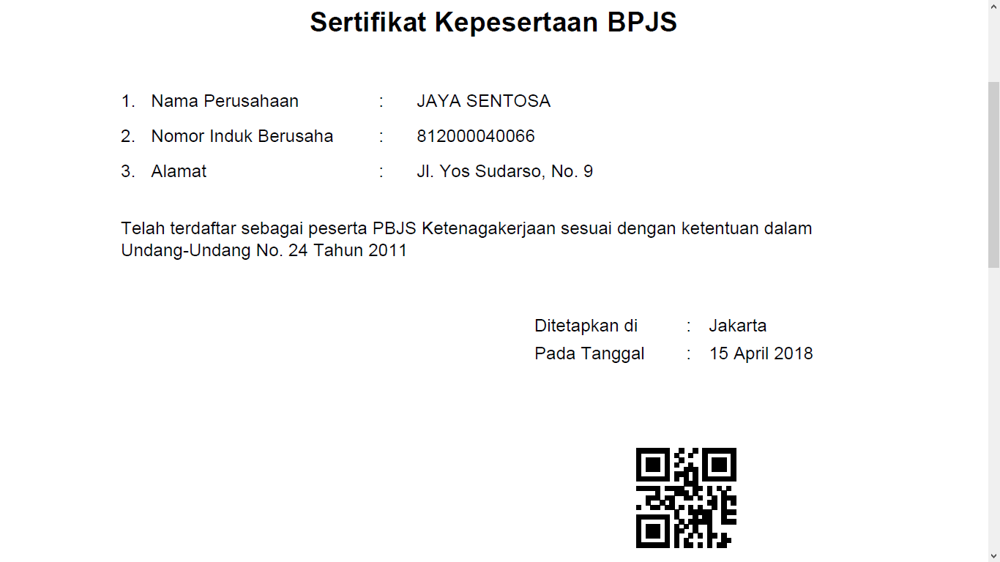 Sertifikat Kepesertaan BPJS
1. Nama Perusahaan : JAYA SENTOSA
2. Nomor Induk Berusaha : 812000040066
3. Alamat : Jl. Yos Sudarso, No. 9
Telah terdaftar sebagai peserta PBJS Ketenagakerjaan sesuai dengan ketentuan dalam
Undang-Undang No. 24 Tahun 2011
Ditetapkan di : Jakarta
Pada Tanggal : 15 April 2018